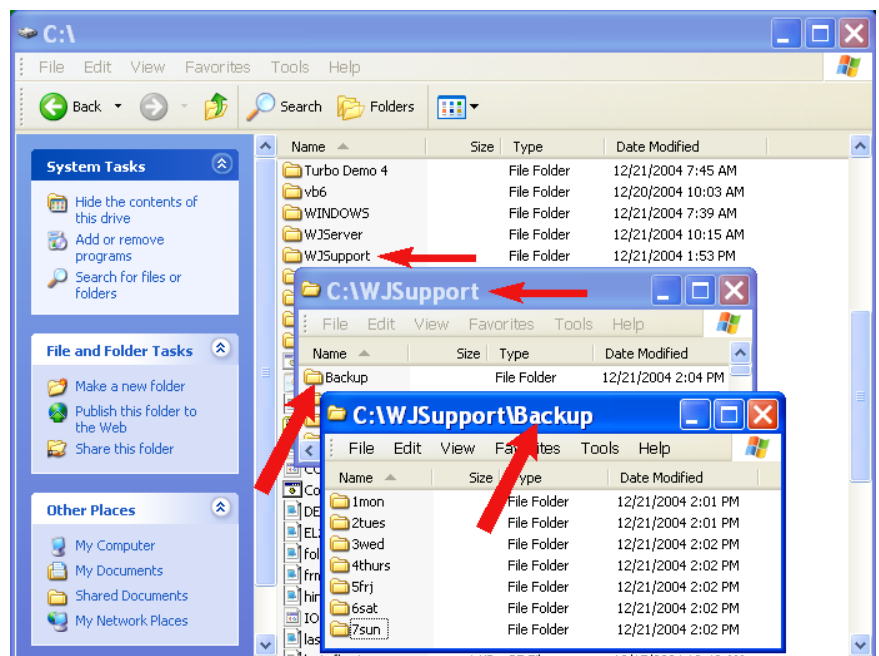 C:\
File Edit View Favorites Tools Help
Back Search Folders
Name Size Type Date Modified
System Tasks
Hide the contents of
this drive
Add or remove
programs
Search for files or
folders
File and Folder Tasks
Make a new folder
Publish this folder to
the Web
Share this folder
Other Places
My Computer
My Documents
Shared Documents
My Network Places
Turbo Demo 4 File Folder 12/21/2004 7:45 AM
vb6 File Folder 12/20/2004 10:03 AM
WINDOWS File Folder 12/21/2004 7:39 AM
WJServer File Folder 12/21/2004 10:15 AM
WJSupport File Folder 12/21/2004 1:53 PM
C:\WJSupport
File Edit View Favorites Tools Help
Name Size Type Date Modified
Backup File Folder 12/21/2004 2:04 PM
C:\WJSupport\Backup
File Edit View Favorites Tools Help
Name Size Type Date Modified
1mon File Folder 12/21/2004 2:01 PM
2tues File Folder 12/21/2004 2:01 PM
3wed File Folder 12/21/2004 2:02 PM
4thurs File Folder 12/21/2004 2:02 PM
5frj File Folder 12/21/2004 2:02 PM
6sat File Folder 12/21/2004 2:02 PM
7sun File Folder 12/21/2004 2:02 PM
Co
DE
EL
fol
frn
hir
IO
las